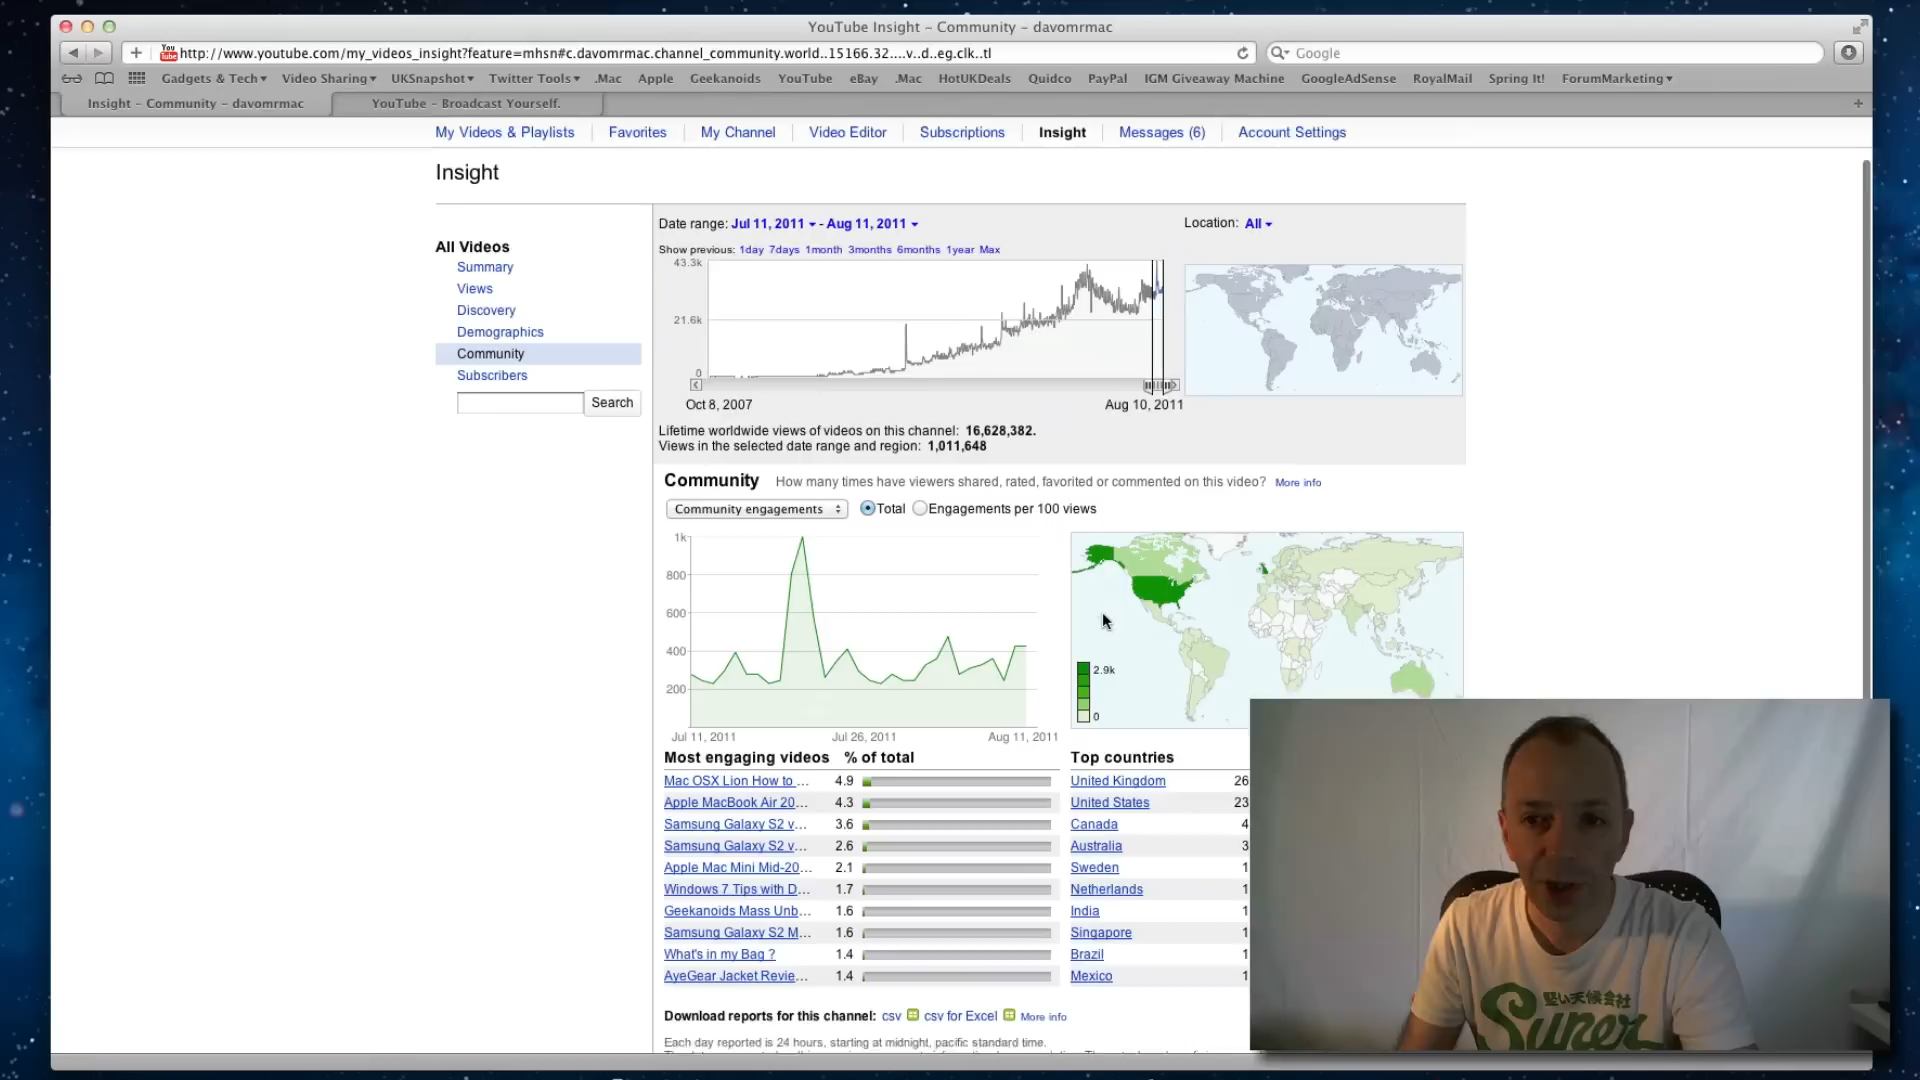 YouTube Insight – Community – davomrmac
http://www.youtube.com/my_videos_insight?feature=mhsn#c.davomrmac.channel_community.world..15166.32....v..d..eg.clk..tl
Google
Gadgets & Tech Video Sharing UKSnapshot Twitter Tools .Mac Apple Geekanoids YouTube eBay .Mac HotUKDeals Quidco PayPal IGM Giveaway Machine GoogleAdSense RoyalMail Spring It! ForumMarketing
Insight – Community – davomrmac YouTube – Broadcast Yourself.
My Videos & Playlists Favorites My Channel Video Editor Subscriptions Insight Messages (6) Account Settings
Insight
Date range: Jul 11, 2011 - Aug 11, 2011 Location: All
Show previous: 1day 7days 1month 3months 6months 1year Max
All Videos
Summary
Views
Discovery
Demographics
Community
Subscribers
Search
43.3k
21.6k
0
Oct 8, 2007 Aug 10, 2011
Lifetime worldwide views of videos on this channel: 16,628,382.
Views in the selected date range and region: 1,011,648
Community How many times have viewers shared, rated, favorited or commented on this video? More info
Community engagements Total Engagements per 100 views
1k
800
600
400
200
Jul 11, 2011 Jul 26, 2011 Aug 11, 2011
2.9k
0
Most engaging videos % of total Top countries
Mac OSX Lion How to ... 4.9 United Kingdom 26
Apple MacBook Air 20... 4.3 United States 23
Samsung Galaxy S2 v... 3.6 Canada 4
Samsung Galaxy S2 v... 2.6 Australia 3
Apple Mac Mini Mid-20... 2.1 Sweden 1
Windows 7 Tips with D... 1.7 Netherlands 1
Geekanoids Mass Unb... 1.6 India 1
Samsung Galaxy S2 M... 1.6 Singapore 1
What's in my Bag ? 1.4 Brazil 1
AyeGear Jacket Revie... 1.4 Mexico 1
Download reports for this channel: csv csv for Excel More info
Each day reported is 24 hours, starting at midnight, pacific standard time.
堅い天候会社
Super